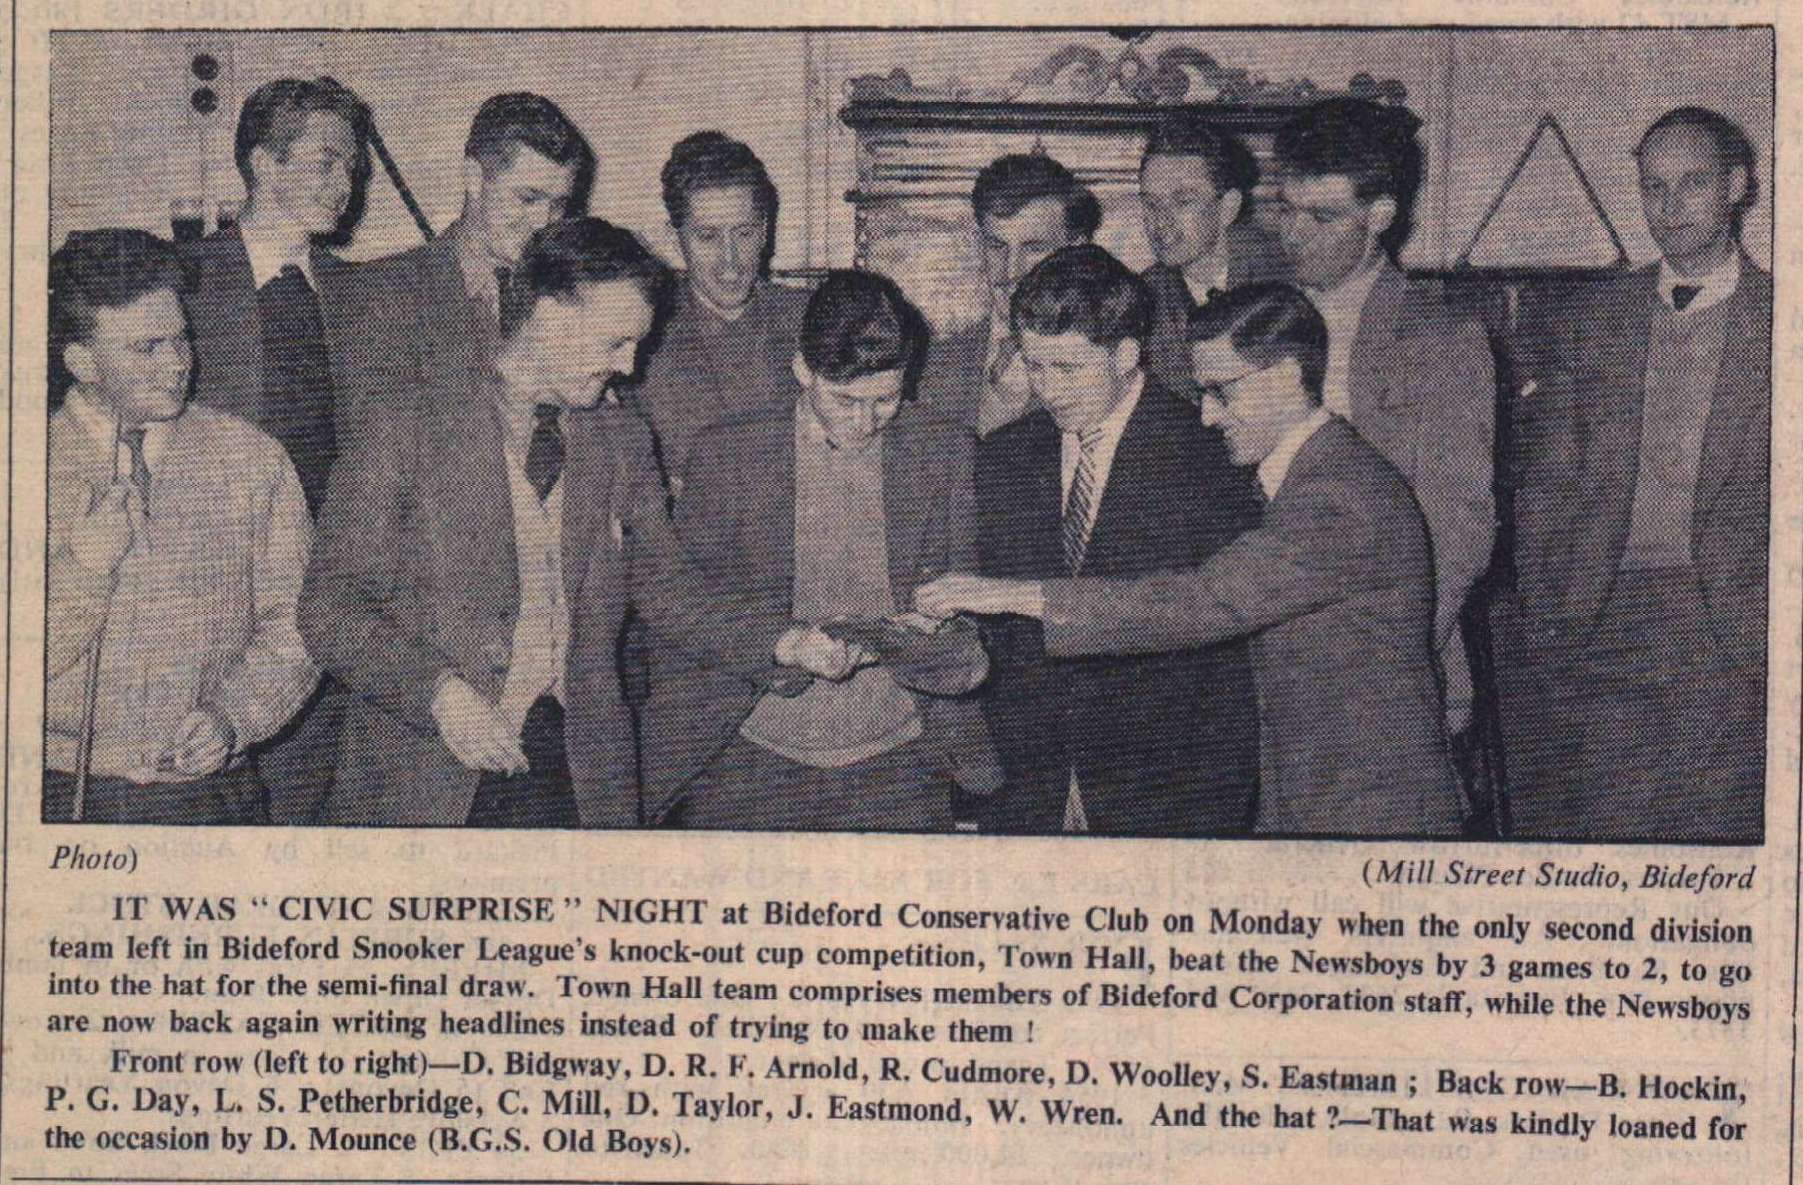 Photo)
(Mill Street Studio, Bideford
IT WAS “ CIVIC SURPRISE ” NIGHT at Bideford Conservative Club on Monday when the only second division
team left in Bideford Snooker League's knock-out cup competition, Town Hall, beat the Newsboys by 3 games to 2, to go
into the hat for the semi-final draw. Town Hall team comprises members of Bideford Corporation staff, while the Newsboys
are now back again writing headlines instead of trying to make them !
Front row (left to right)—D. Bidgway, D. R. F. Arnold, R. Cudmore, D. Woolley, S. Eastman ; Back row—B. Hockin,
P. G. Day, L. S. Petherbridge, C. Mill, D. Taylor, J. Eastmond, W. Wren. And the hat ?—That was kindly loaned for
the occasion by D. Mounce (B.G.S. Old Boys).